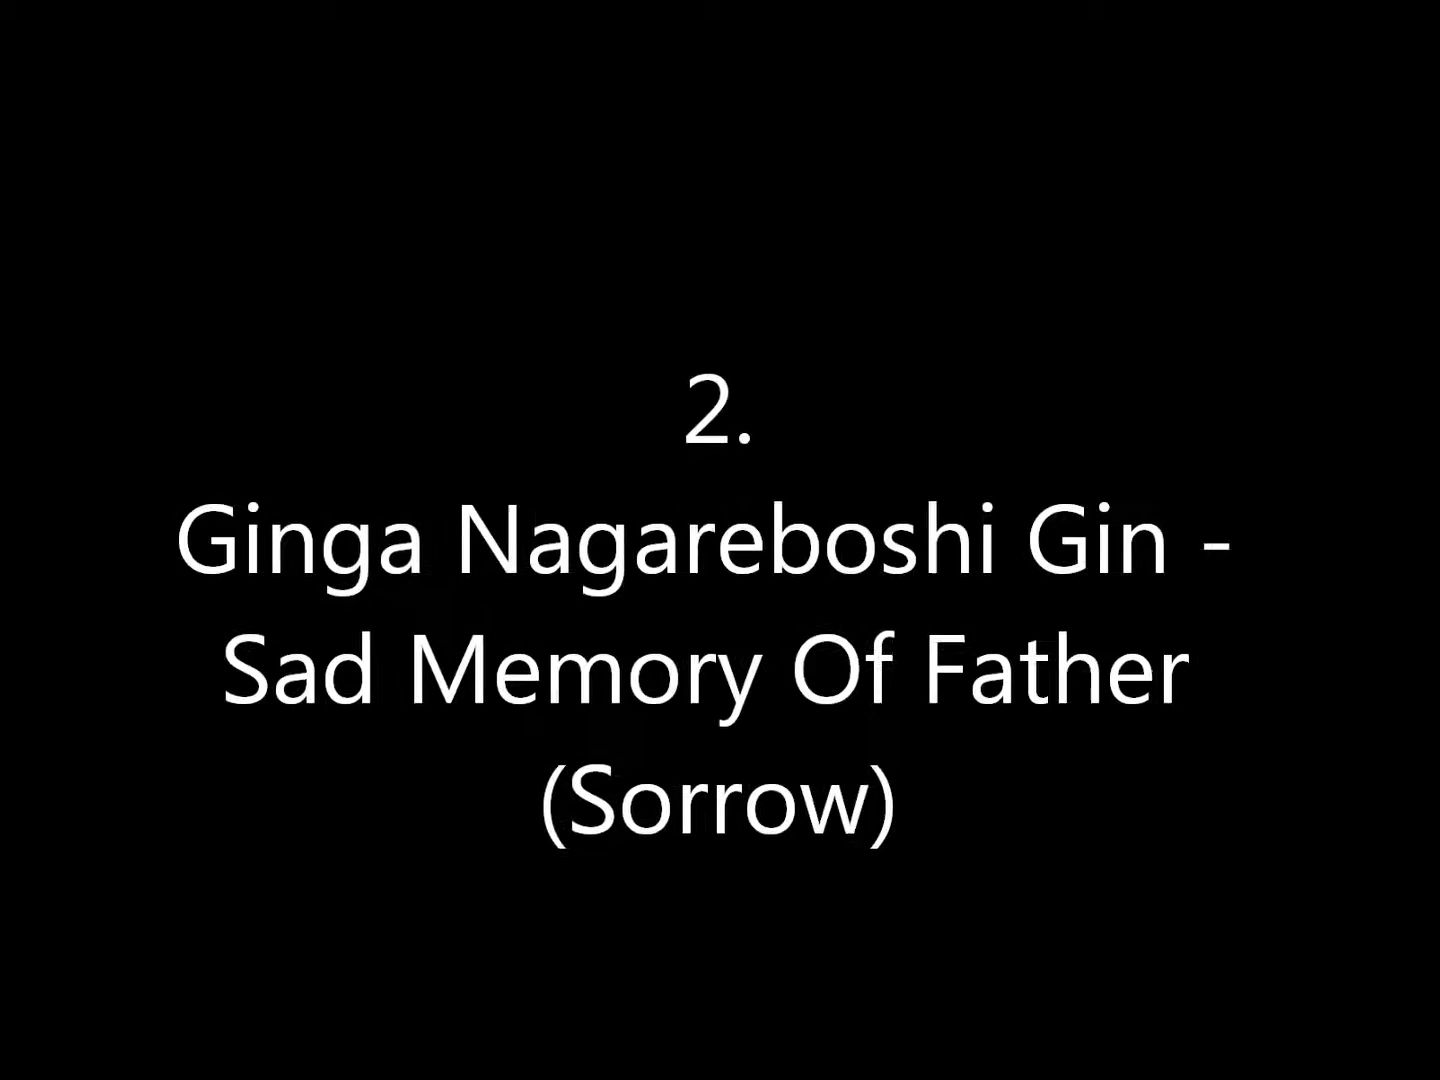 2.
Ginga Nagareboshi Gin -
Sad Memory Of Father
(Sorrow)